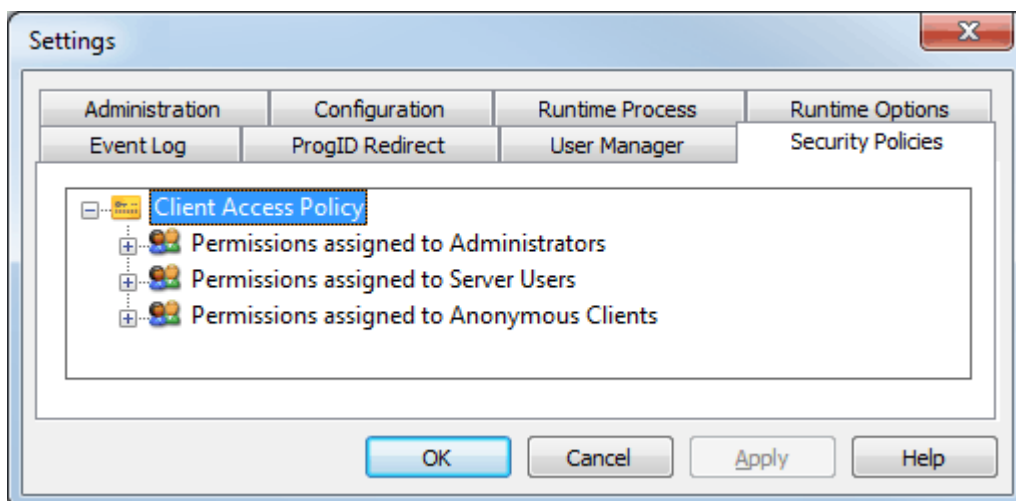 Settings
Administration Configuration Runtime Process Runtime Options
Event Log ProgID Redirect User Manager Security Policies
Client Access Policy
Permissions assigned to Administrators
Permissions assigned to Server Users
Permissions assigned to Anonymous Clients
OK Cancel Apply Help